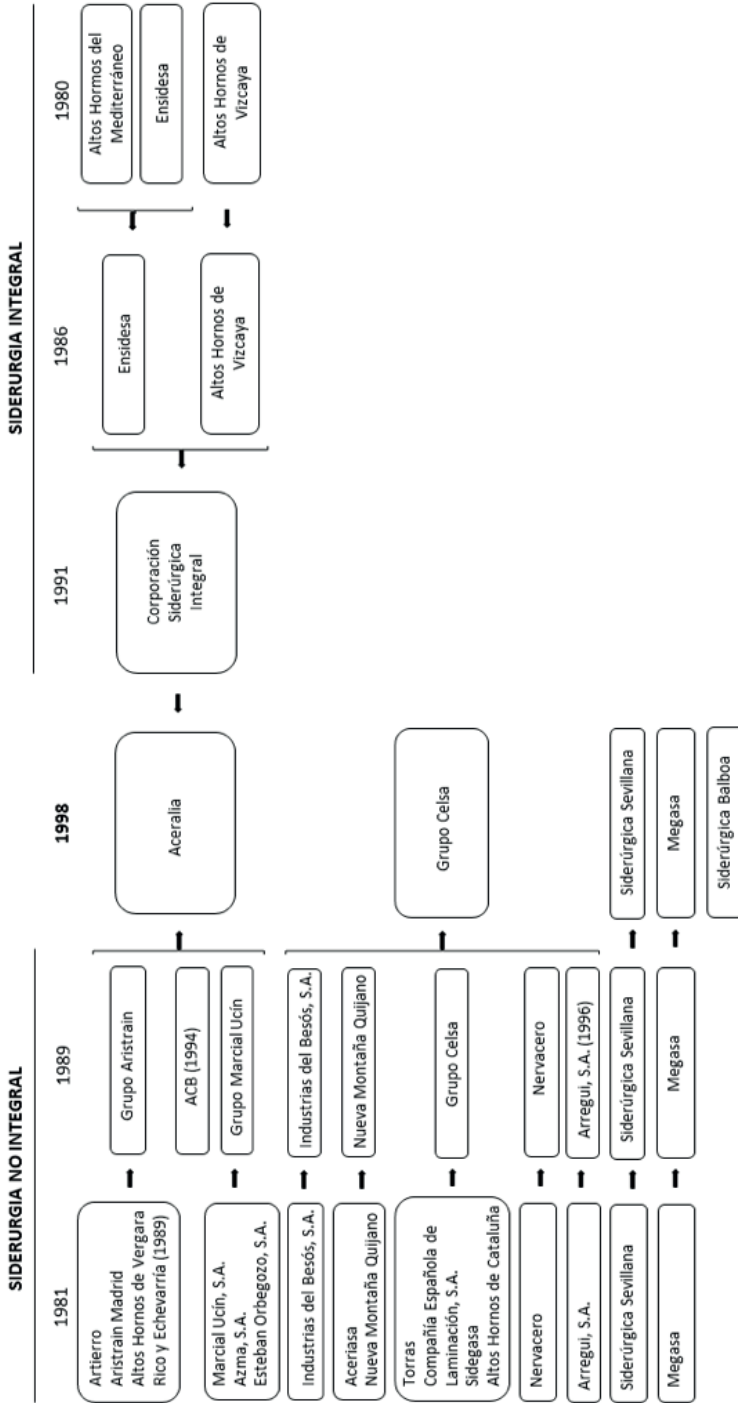 SIDERURGIA NO INTEGRAL
SIDERURGIA INTEGRAL
1981
1989
1998
1991
1986
1980
Artierro
Aristrain Madrid
Altos Hornos de Vergara
Rico y Echevarría (1989)
Grupo Aristrain
ACB (1994)
Marcial Ucín, S.A.
Azma, S.A.
Esteban Orbegozo, S.A.
Grupo Marcial Ucín
Aceralia
Corporación
Siderúrgica
Integral
Ensidesa
Altos Hornos de
Vizcaya
Altos Hormos del
Mediterráneo
Ensidesa
Altos Hornos de
Vizcaya
Industrias del Besós, S.A.
Industrias del Besós, S.A.
Aceriasa
Nueva Montaña Quijano
Nueva Montaña Quijano
Torras
Compañía Española de
Laminación, S.A.
Sidegasa
Altos Hornos de Cataluña
Grupo Celsa
Grupo Celsa
Nervacero
Nervacero
Arregui, S.A.
Arregui, S.A. (1996)
Siderúrgica Sevillana
Siderúrgica Sevillana
Siderúrgica Sevillana
Megasa
Megasa
Megasa
Siderúrgica Balboa